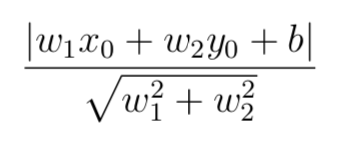 |w₁x₀ + w₂y₀ + b|
√w₁² + w₂²